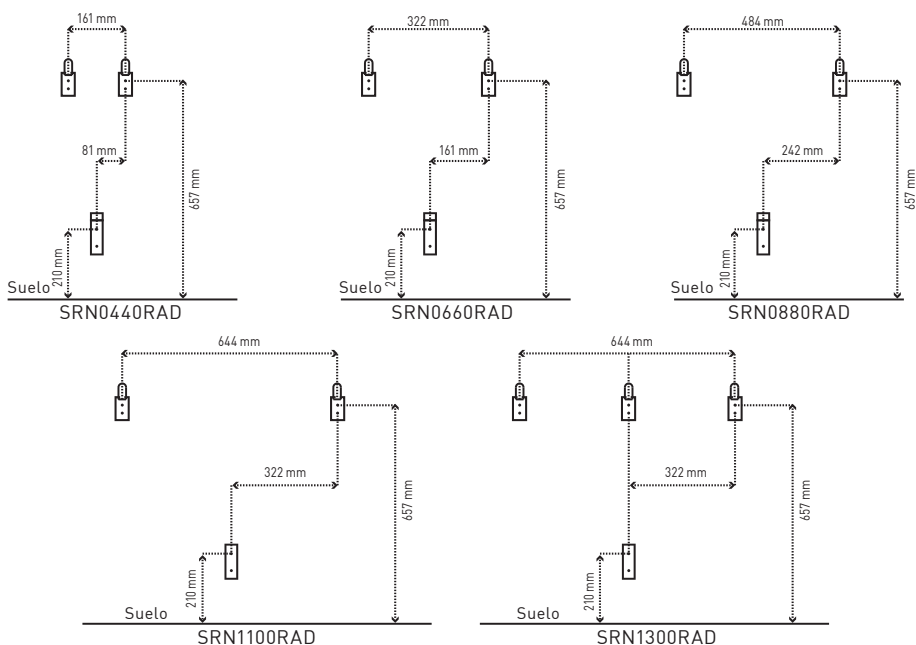 161 mm
81 mm
657 mm
210 mm
Suelo
SRN0440RAD
322 mm
161 mm
657 mm
210 mm
Suelo
SRN0660RAD
484 mm
242 mm
657 mm
210 mm
Suelo
SRN0880RAD
644 mm
322 mm
657 mm
210 mm
Suelo
SRN1100RAD
644 mm
322 mm
657 mm
210 mm
Suelo
SRN1300RAD